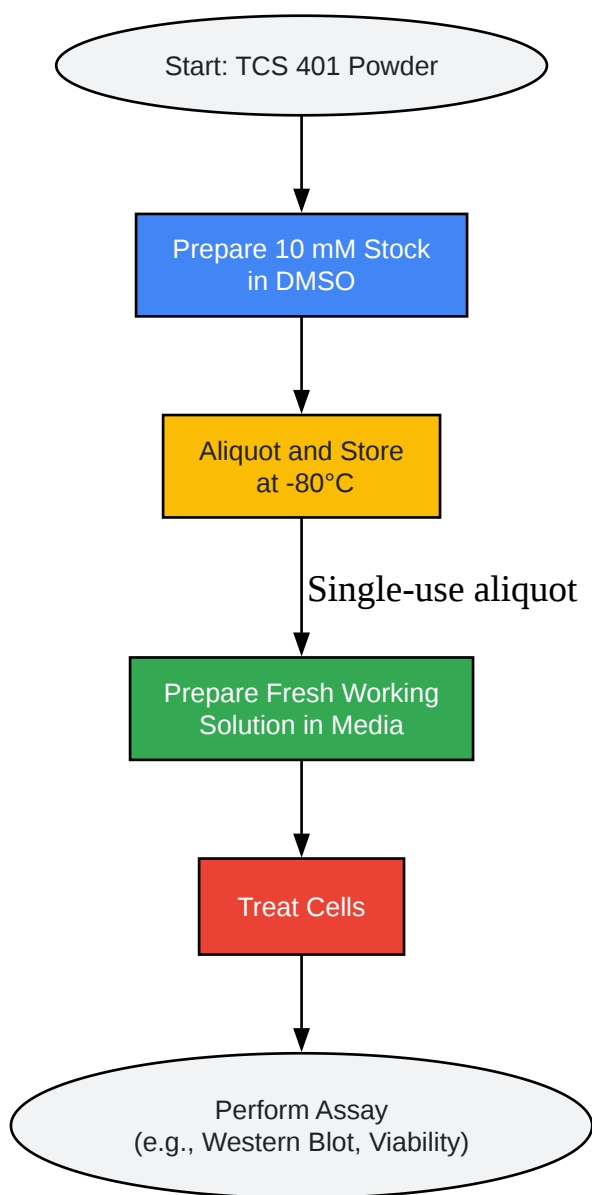 Start: TCS 401 Powder
Prepare 10 mM Stock
in DMSO
Aliquot and Store
at -80°C
Single-use aliquot
Prepare Fresh Working
Solution in Media
Treat Cells
Perform Assay
(e.g., Western Blot, Viability)